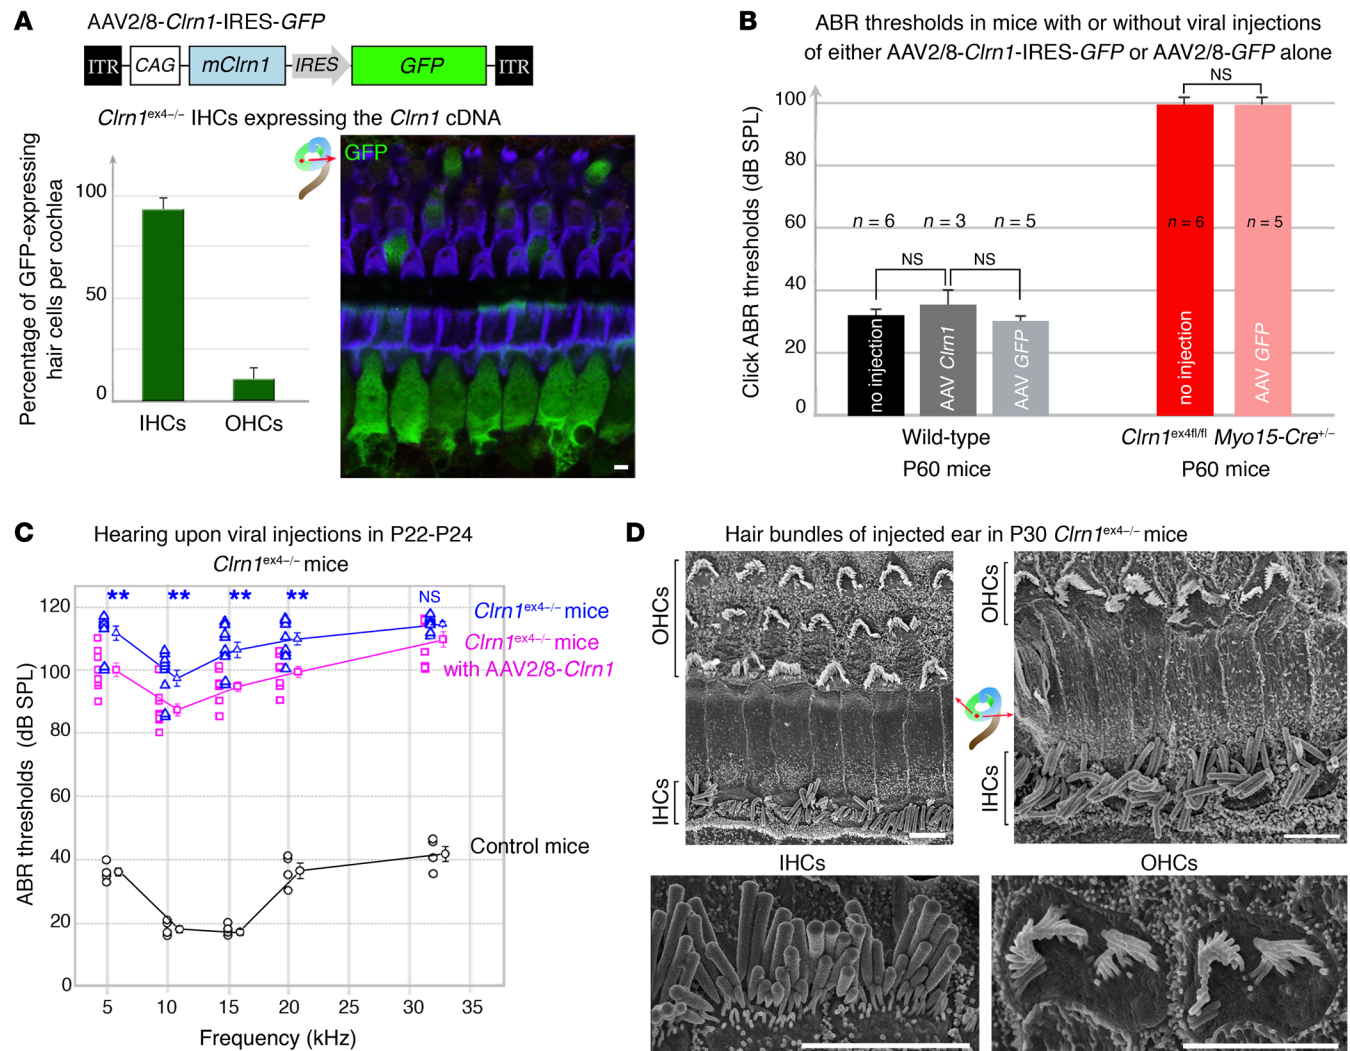 A
AAV2/8-Clrn1-IRES-GFP
ITR CAG mClrn1 IRES GFP ITR
Clrn1ex4–/– IHCs expressing the Clrn1 cDNA
Percentage of GFP-expressing
hair cells per cochlea
100
50
0
IHCs OHCs
GFP
B
ABR thresholds in mice with or without viral injections
of either AAV2/8-Clrn1-IRES-GFP or AAV2/8-GFP alone
Click ABR thresholds (dB SPL)
100
80
60
40
20
0
NS
n = 6 n = 3 n = 5 n = 6 n = 5
NS NS
no injection
AAV Clrn1
AAV GFP
no injection
AAV GFP
Wild-type Clrn1ex4fl/fl Myo15-Cre+/–
P60 mice P60 mice
C
Hearing upon viral injections in P22-P24
Clrn1ex4–/– mice
ABR thresholds (dB SPL)
120
100
80
60
40
20
0
** ** ** ** NS
Clrn1ex4–/– mice
Clrn1ex4–/– mice
with AAV2/8-Clrn1
Control mice
5 10 15 20 25 30 35
Frequency (kHz)
D
Hair bundles of injected ear in P30 Clrn1ex4–/– mice
OHCs
IHCs
OHCs
IHCs
IHCs OHCs